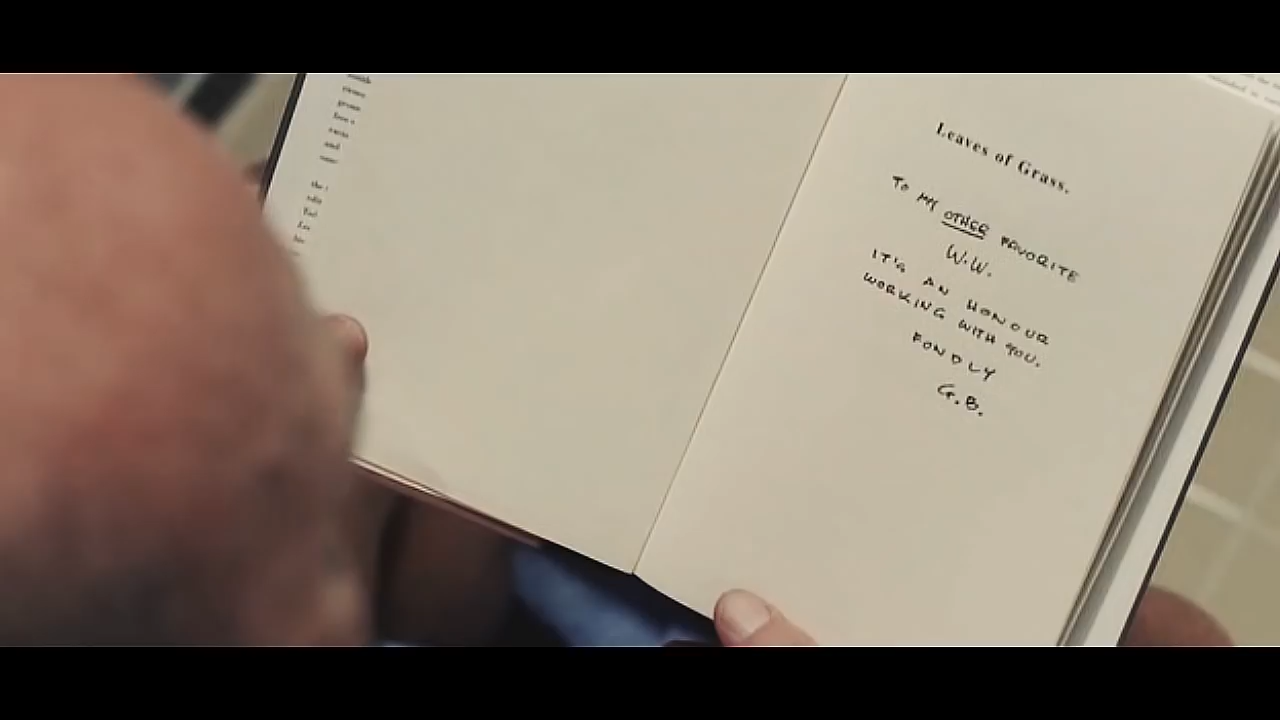 Leaves of Grass.
TO MY OTHER FAVORITE
W.W.
IT'S AN HONOUR
WORKING WITH YOU.
FONDLY
G.B.